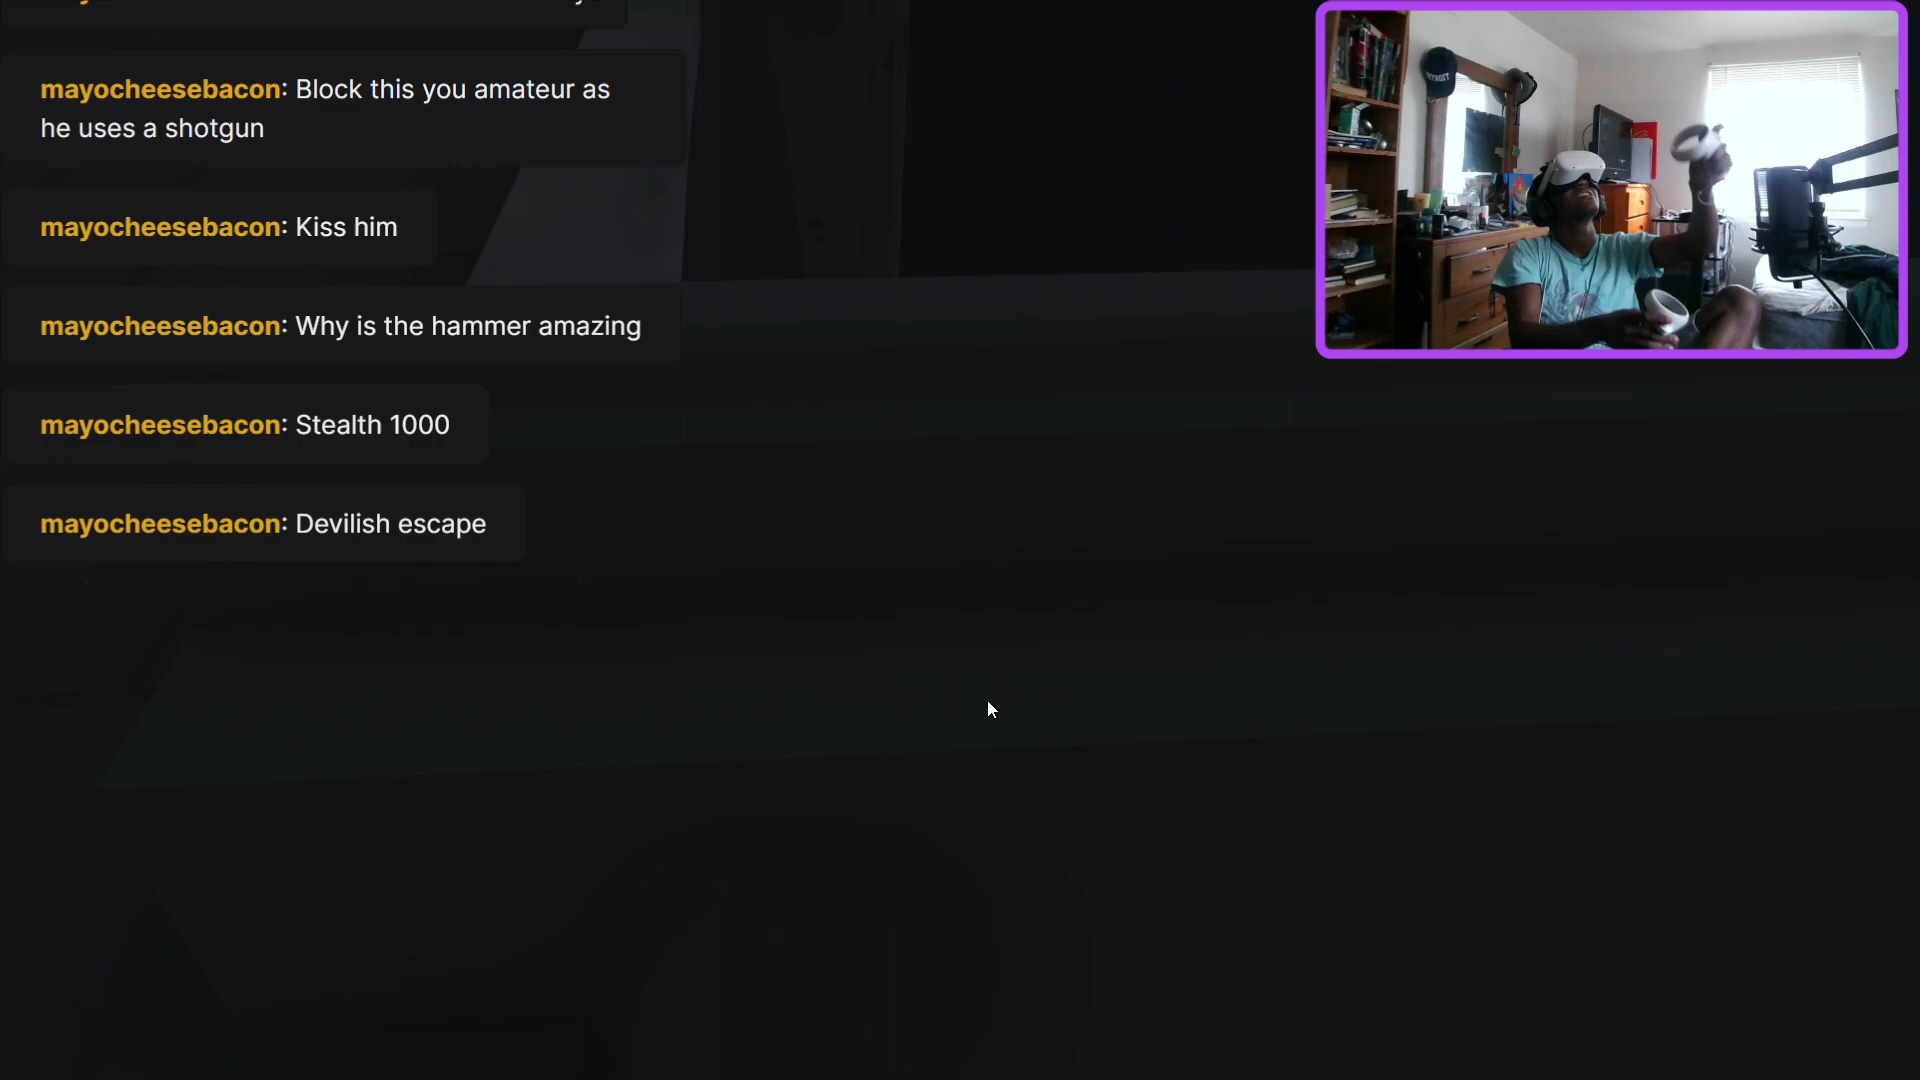 mayocheesebacon: Block this you amateur as
he uses a shotgun
mayocheesebacon: Kiss him
mayocheesebacon: Why is the hammer amazing
mayocheesebacon: Stealth 1000
mayocheesebacon: Devilish escape
DETROIT